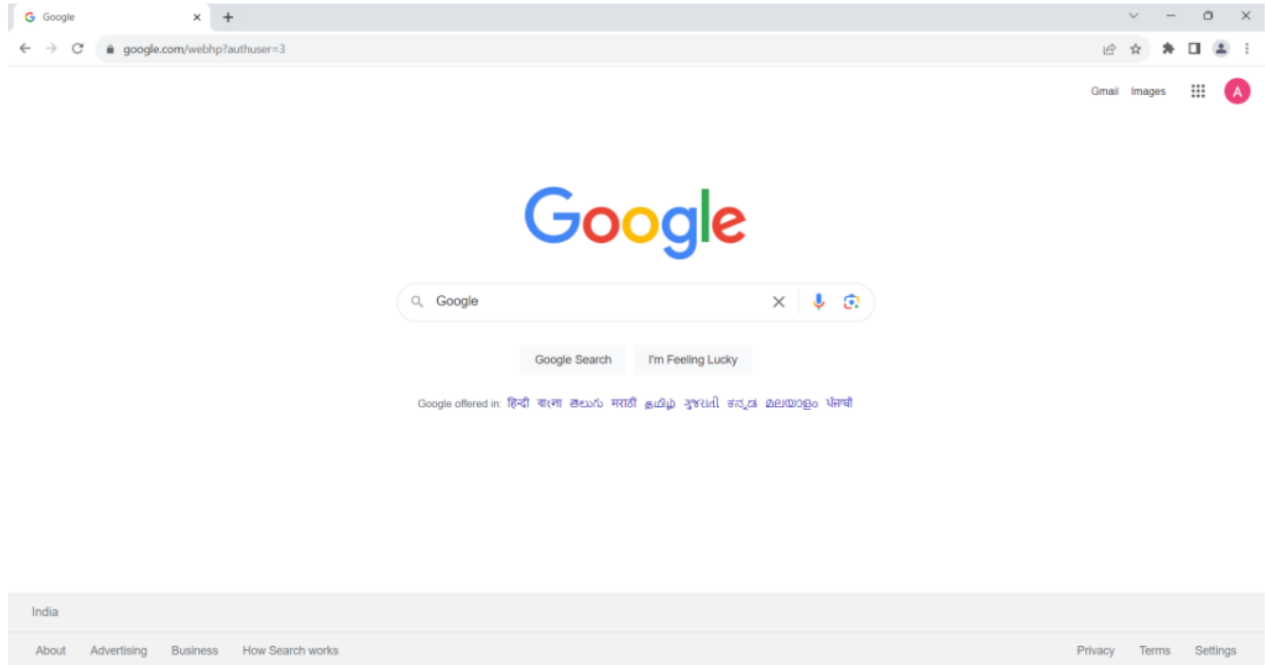 Google
google.com/webhp?authuser=3
Gmail Images A
Google
Google
Google Search I'm Feeling Lucky
Google offered in: हिन्दी বাংলা తెలుగు मराठी தமிழ் ગુજરાતી ಕನ್ನಡ മലയാളം ਪੰਜਾਬੀ
India
About Advertising Business How Search works Privacy Terms Settings